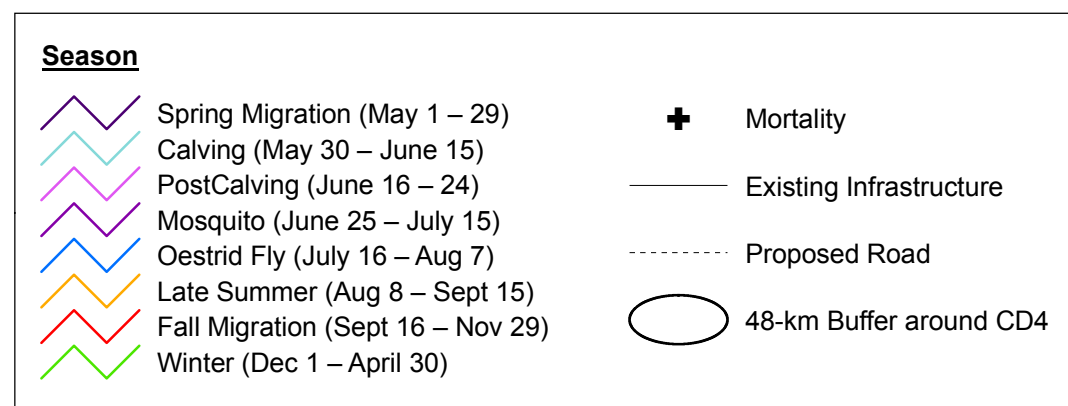 Season
Spring Migration (May 1 – 29)
Calving (May 30 – June 15)
PostCalving (June 16 – 24)
Mosquito (June 25 – July 15)
Oestrid Fly (July 16 – Aug 7)
Late Summer (Aug 8 – Sept 15)
Fall Migration (Sept 16 – Nov 29)
Winter (Dec 1 – April 30)
Mortality
Existing Infrastructure
Proposed Road
48-km Buffer around CD4